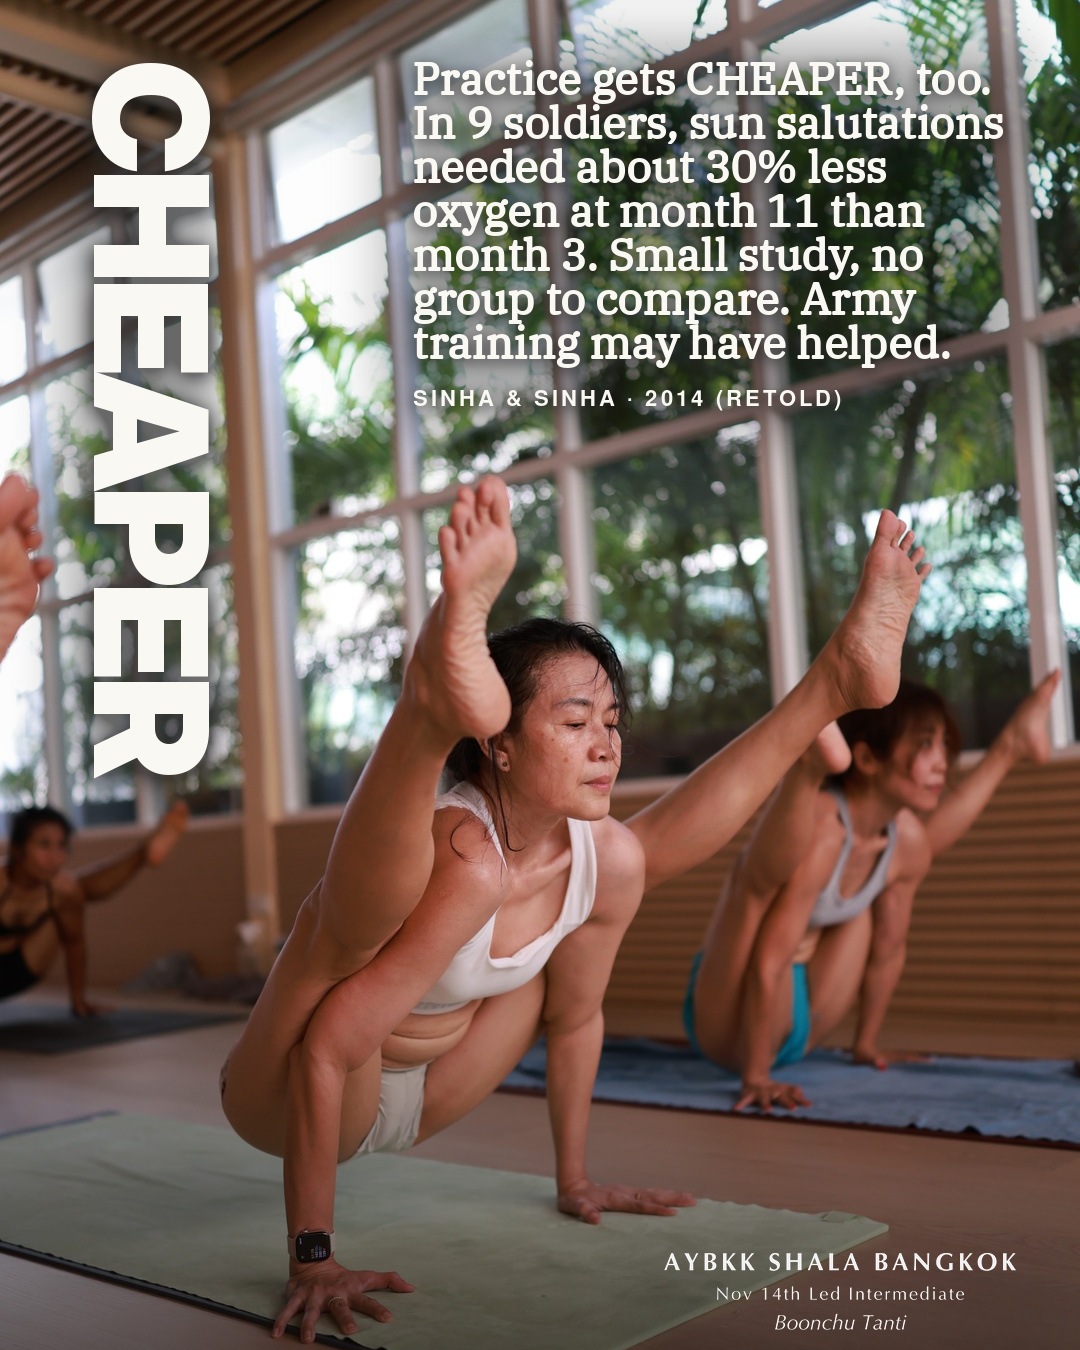 CHEAPER
Practice gets CHEAPER, too.
In 9 soldiers, sun salutations
needed about 30% less
oxygen at month 11 than
month 3. Small study, no
group to compare. Army
training may have helped.
SINHA & SINHA · 2014 (RETOLD)
AYBKK SHALA BANGKOK
Nov 14th Led Intermediate
Boonchu Tanti